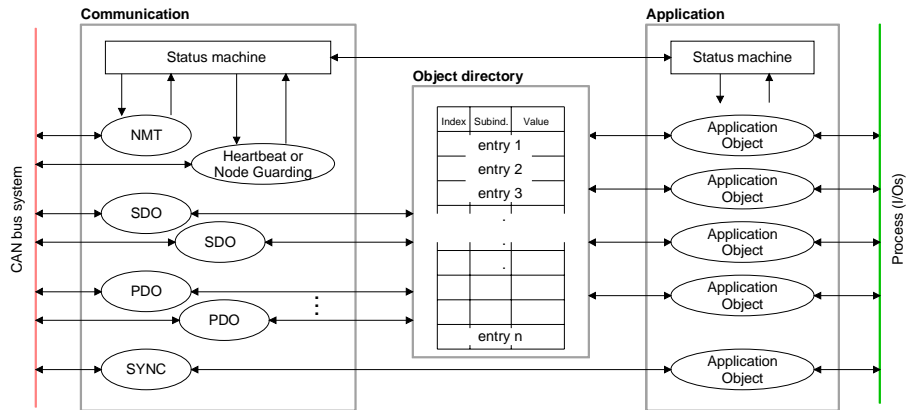 Communication
Application
Status machine
Status machine
Object directory
Index Subind. Value
NMT
entry 1
Application
Object
Heartbeat or
Node Guarding
entry 2
entry 3
Application
Object
SDO
SDO
Application
Object
PDO
Application
Object
PDO
entry n
SYNC
Application
Object
CAN bus system
Process (I/Os)